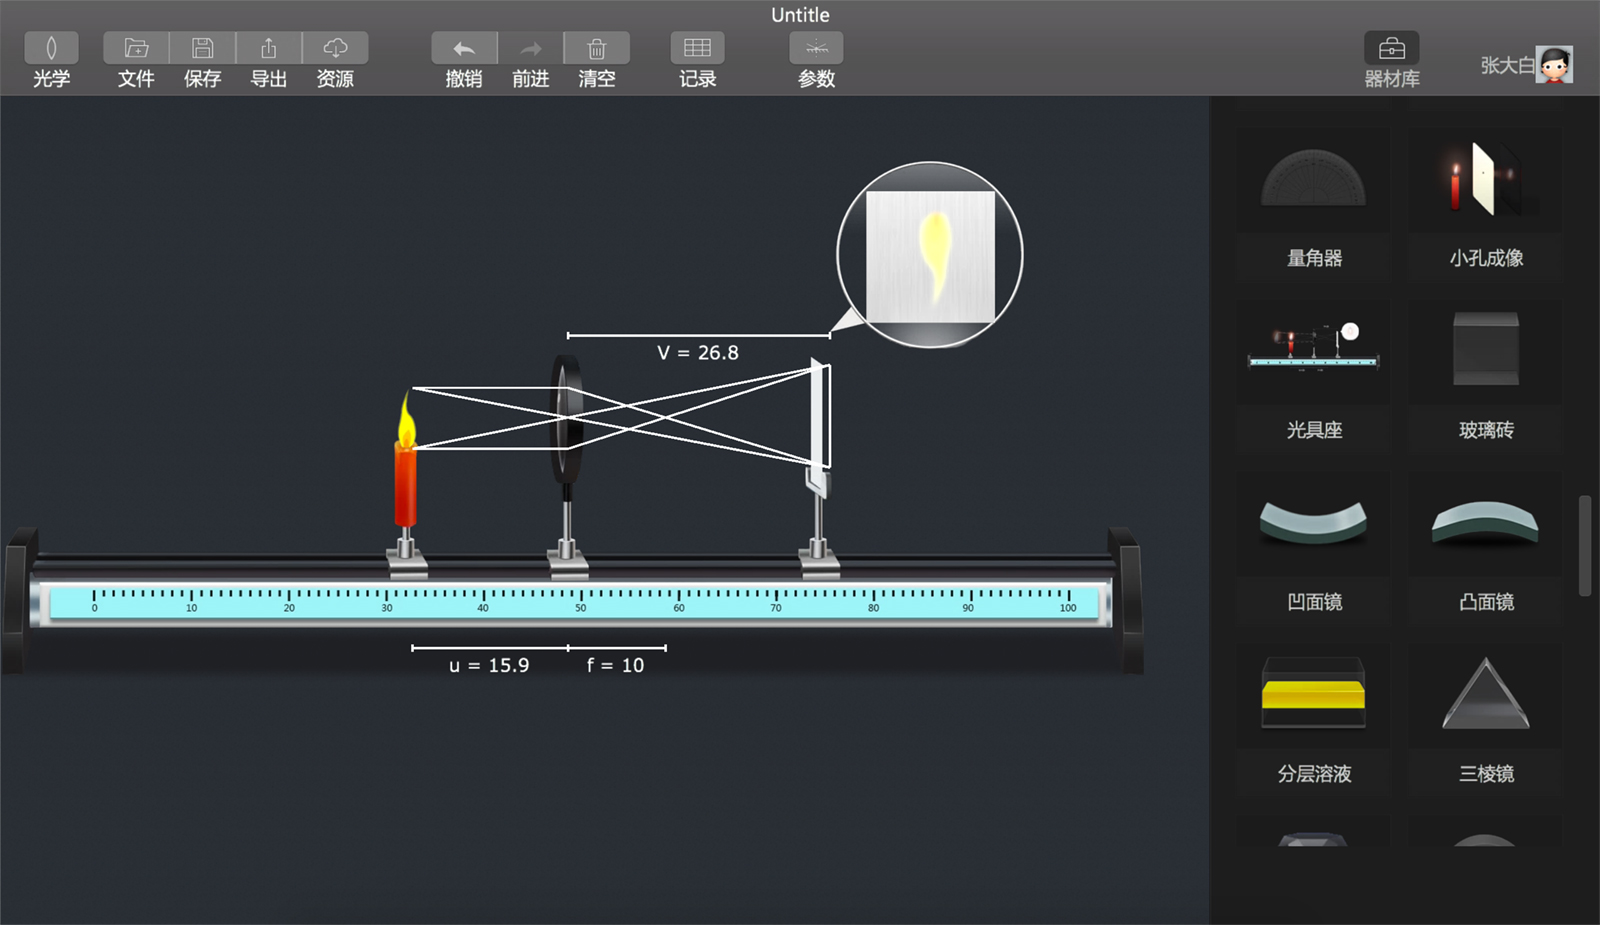 Untitle
光学 文件 保存 导出 资源 撤销 前进 清空 记录 参数 器材库 张大白
量角器 小孔成像
V = 26.8
光具座 玻璃砖
凹面镜 凸面镜
0 10 20 30 40 50 60 70 80 90 100
u = 15.9 f = 10
分层溶液 三棱镜